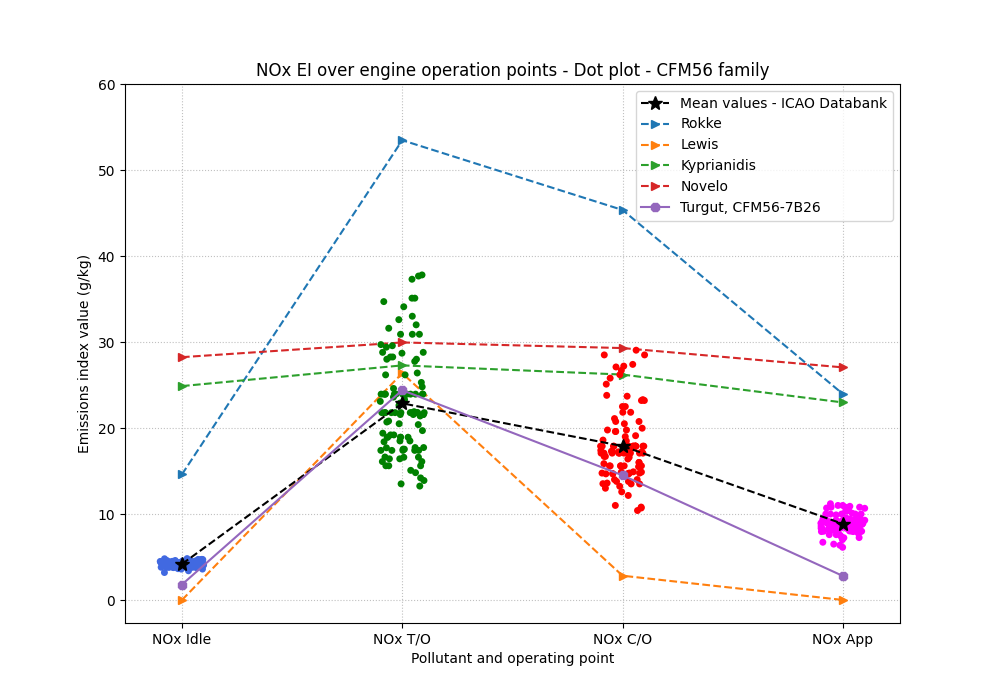 NOx EI over engine operation points - Dot plot - CFM56 family
Mean values - ICAO Databank
Rokke
Lewis
Kyprianidis
Novelo
Turgut, CFM56-7B26
Emissions index value (g/kg)
60
50
40
30
20
10
0
NOx Idle
NOx T/O
NOx C/O
NOx App
Pollutant and operating point